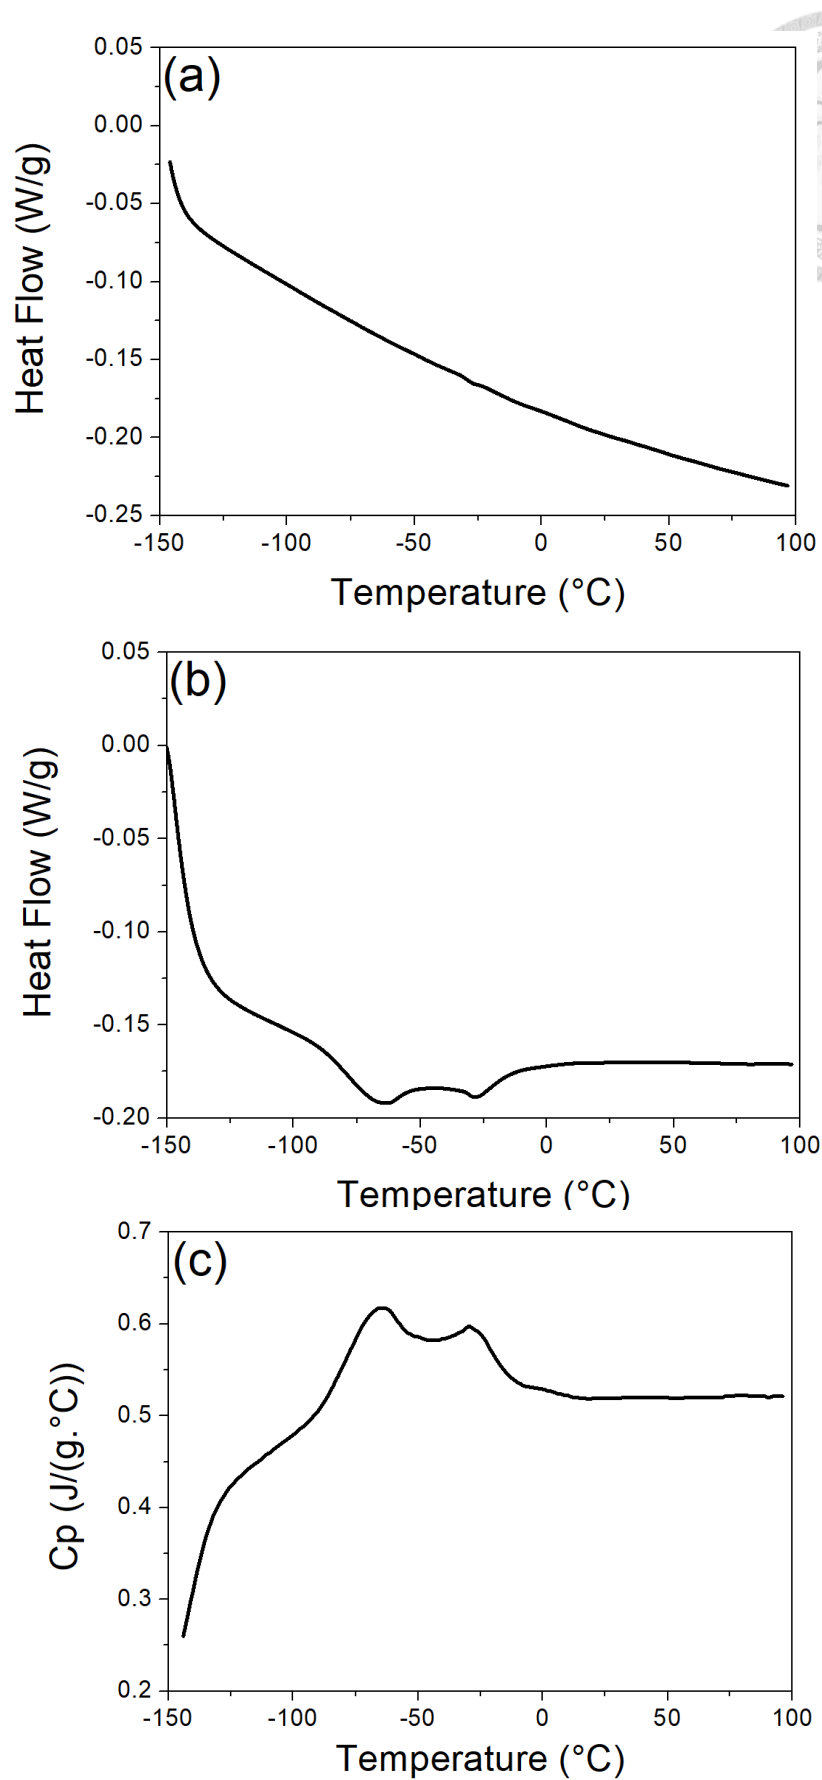 (a)
Heat Flow (W/g)
0.05
0.00
-0.05
-0.10
-0.15
-0.20
-0.25
-150 -100 -50 0 50 100
Temperature (°C)
(b)
Heat Flow (W/g)
0.05
0.00
-0.05
-0.10
-0.15
-0.20
-150 -100 -50 0 50 100
Temperature (°C)
(c)
Cp (J/(g.°C))
0.7
0.6
0.5
0.4
0.3
0.2
-150 -100 -50 0 50 100
Temperature (°C)